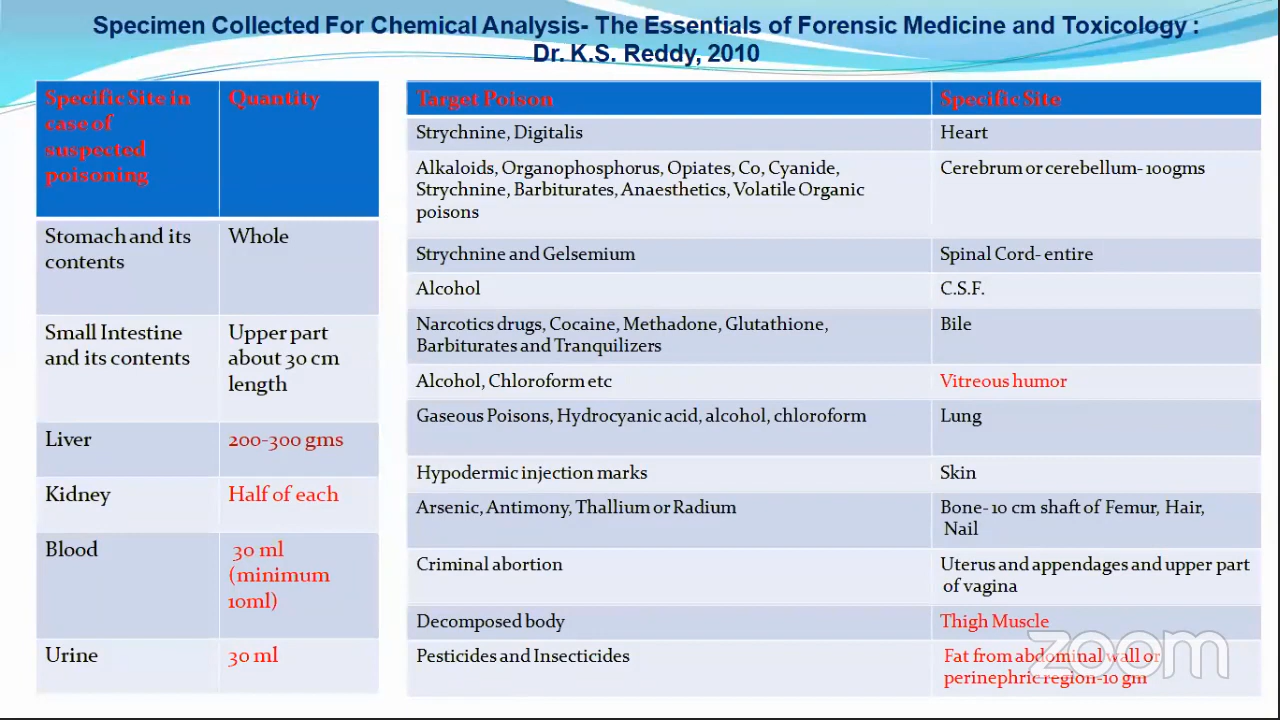 Specimen Collected For Chemical Analysis- The Essentials of Forensic Medicine and Toxicology :
Dr. K.S. Reddy, 2010
Specific Site in
case of
suspected
poisoning
Quantity
Stomach and its
contents
Whole
Small Intestine
and its contents
Upper part
about 30 cm
length
Liver
200-300 gms
Kidney
Half of each
Blood
30 ml
(minimum
10ml)
Urine
30 ml
Target Poison
Specific Site
Strychnine, Digitalis
Heart
Alkaloids, Organophosphorus, Opiates, Co, Cyanide,
Strychnine, Barbiturates, Anaesthetics, Volatile Organic
poisons
Cerebrum or cerebellum- 100gms
Strychnine and Gelsemium
Spinal Cord- entire
Alcohol
C.S.F.
Narcotics drugs, Cocaine, Methadone, Glutathione,
Barbiturates and Tranquilizers
Bile
Alcohol, Chloroform etc
Vitreous humor
Gaseous Poisons, Hydrocyanic acid, alcohol, chloroform
Lung
Hypodermic injection marks
Skin
Arsenic, Antimony, Thallium or Radium
Bone- 10 cm shaft of Femur, Hair,
Nail
Criminal abortion
Uterus and appendages and upper part
of vagina
Decomposed body
Thigh Muscle
Pesticides and Insecticides
Fat from abdominal wall or
perinephric region-10 gm
zoom